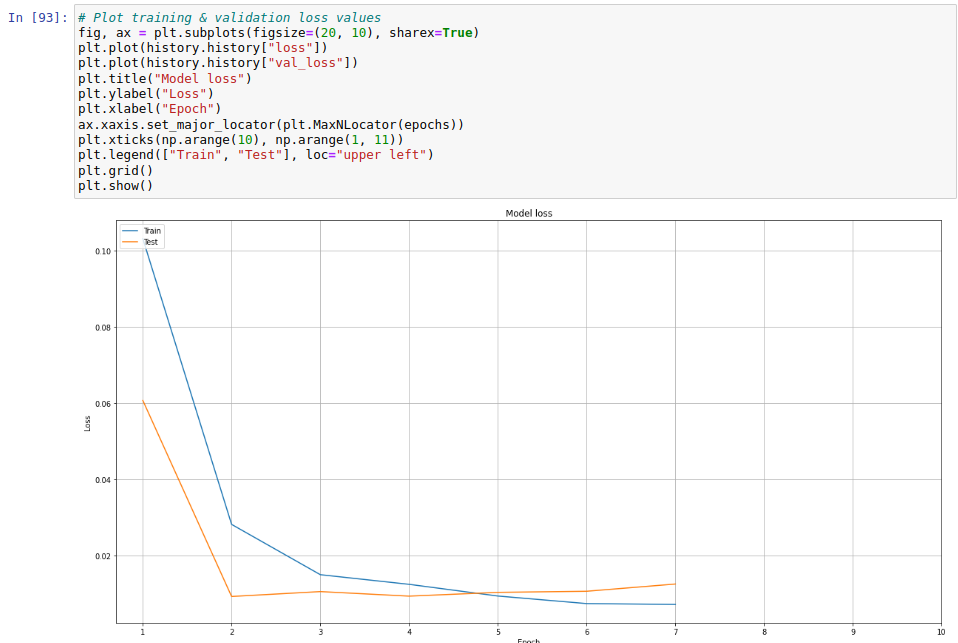 In [93]: # Plot training & validation loss values
fig, ax = plt.subplots(figsize=(20, 10), sharex=True)
plt.plot(history.history["loss"])
plt.plot(history.history["val_loss"])
plt.title("Model loss")
plt.ylabel("Loss")
plt.xlabel("Epoch")
ax.xaxis.set_major_locator(plt.MaxNLocator(epochs))
plt.xticks(np.arange(10), np.arange(1, 11))
plt.legend(["Train", "Test"], loc="upper left")
plt.grid()
plt.show()
Model loss
Train
Test
0.10
0.08
0.06
0.04
0.02
Loss
1 2 3 4 5 6 7 8 9 10
Epoch